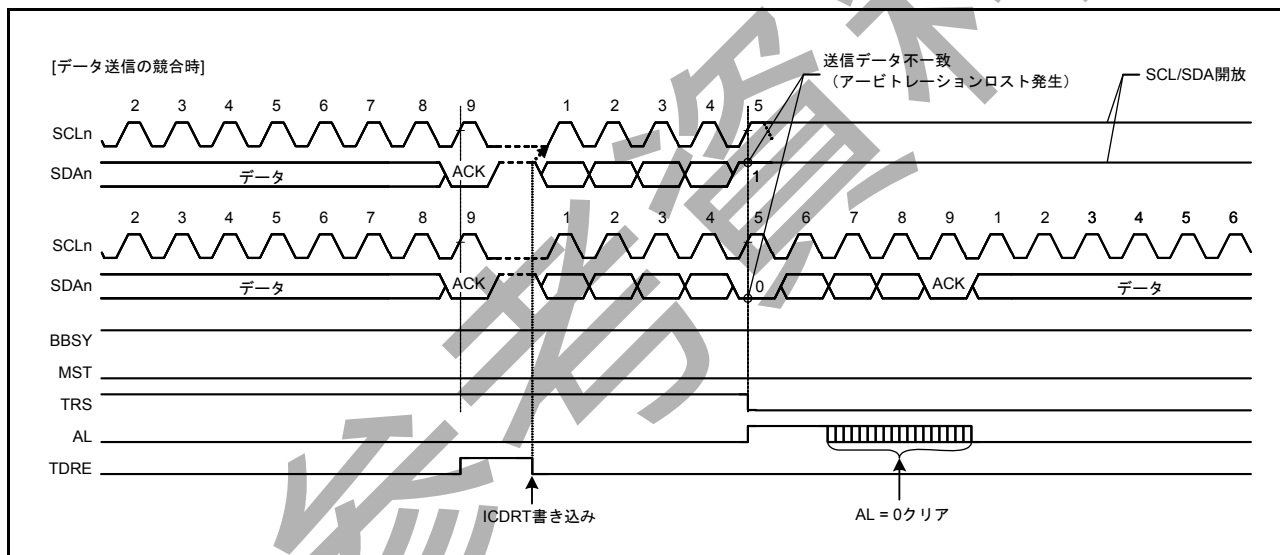 [データ送信の競合時]
送信データ不一致
（アービトレーションロスト発生）
SCL/SDA開放
2 3 4 5 6 7 8 9 1 2 3 4 5
SCLn
SDAn データ ACK 1
2 3 4 5 6 7 8 9 1 2 3 4 5 6 7 8 9 1 2 3 4 5 6
SCLn
SDAn データ ACK 0 ACK データ
BBSY
MST
TRS
AL
TDRE
ICDRT書き込み
AL = 0クリア
参考資料